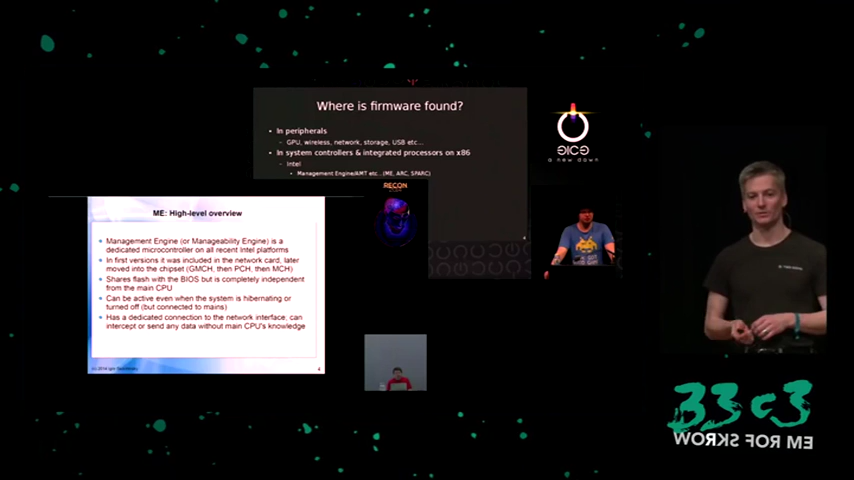 Where is firmware found?
• In peripherals
– GPU, wireless, network, storage, USB etc...
• In system controllers & integrated processors on x86
– Intel
• Management Engine/AMT etc...(ME, ARC, SPARC)
a new dawn
RECON
ME: High-level overview
• Management Engine (or Manageability Engine) is a
dedicated microcontroller on all recent Intel platforms
• In first versions it was included in the network card, later
moved into the chipset (GMCH, then PCH, then MCH)
• Shares flash with the BIOS but is completely independent
from the main CPU
• Can be active even when the system is hibernating or
turned off (but connected to mains)
• Has a dedicated connection to the network interface; can
intercept or send any data without main CPU's knowledge
4
33c3
WORKS FOR ME